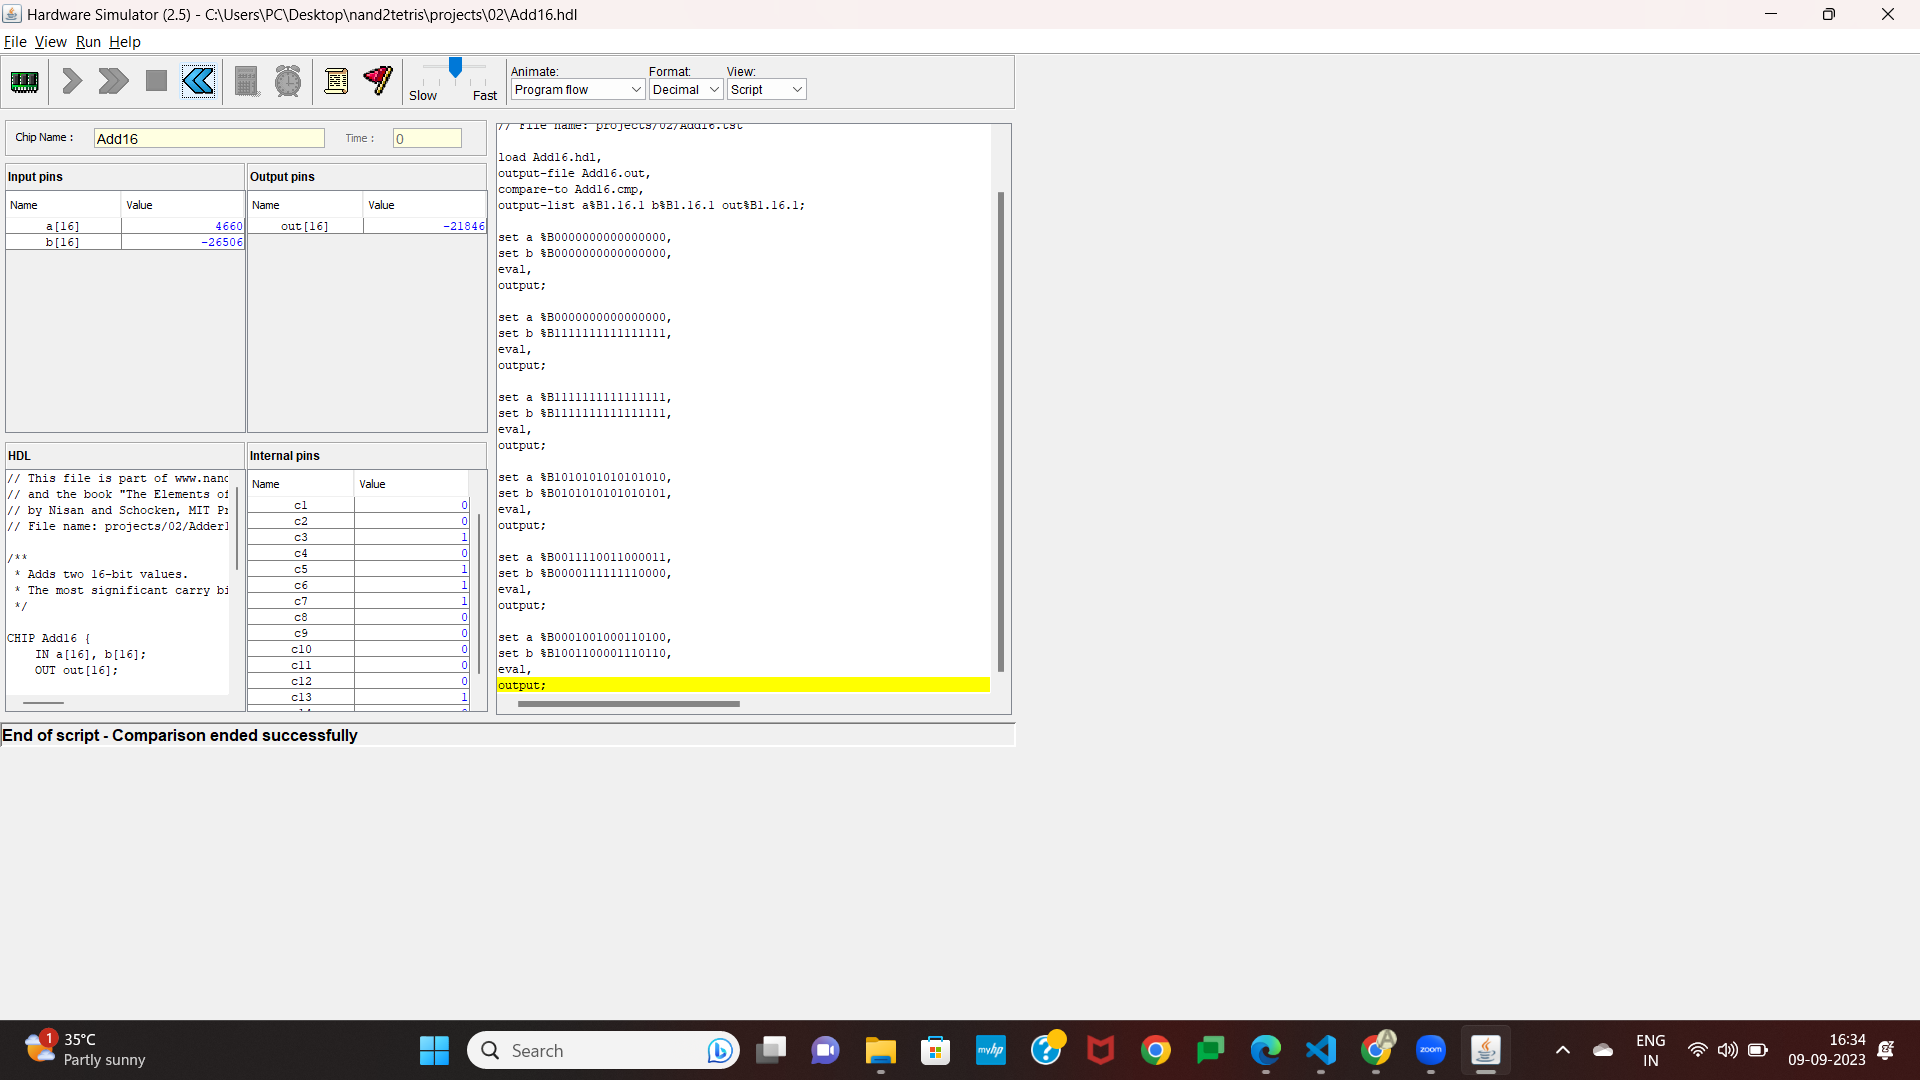 Hardware Simulator (2.5) - C:\Users\PC\Desktop\nand2tetris\projects\02\Add16.hdl
File View Run Help
Slow Fast
Animate: Format: View:
Program flow Decimal Script
Chip Name : Add16 Time : 0
Input pins Output pins
Name Value Name Value
a[16] 4660 out[16] -21846
b[16] -26506
HDL
// This file is part of www.nand
// and the book "The Elements of
// by Nisan and Schocken, MIT Pr
// File name: projects/02/Adder1
/**
* Adds two 16-bit values.
* The most significant carry bi
*/
CHIP Add16 {
IN a[16], b[16];
OUT out[16];
Internal pins
Name Value
c1 0
c2 0
c3 1
c4 0
c5 1
c6 1
c7 1
c8 0
c9 0
c10 0
c11 0
c12 0
c13 1
// File name: projects/02/Add16.tst
load Add16.hdl,
output-file Add16.out,
compare-to Add16.cmp,
output-list a%B1.16.1 b%B1.16.1 out%B1.16.1;
set a %B0000000000000000,
set b %B0000000000000000,
eval,
output;
set a %B0000000000000000,
set b %B1111111111111111,
eval,
output;
set a %B1111111111111111,
set b %B1111111111111111,
eval,
output;
set a %B1010101010101010,
set b %B0101010101010101,
eval,
output;
set a %B0011110011000011,
set b %B0000111111110000,
eval,
output;
set a %B0001001000110100,
set b %B1001100001110110,
eval,
output;
End of script - Comparison ended successfully
1
35°C
Partly sunny
Search
myhp
A
zoom
ENG
IN
16:34
09-09-2023